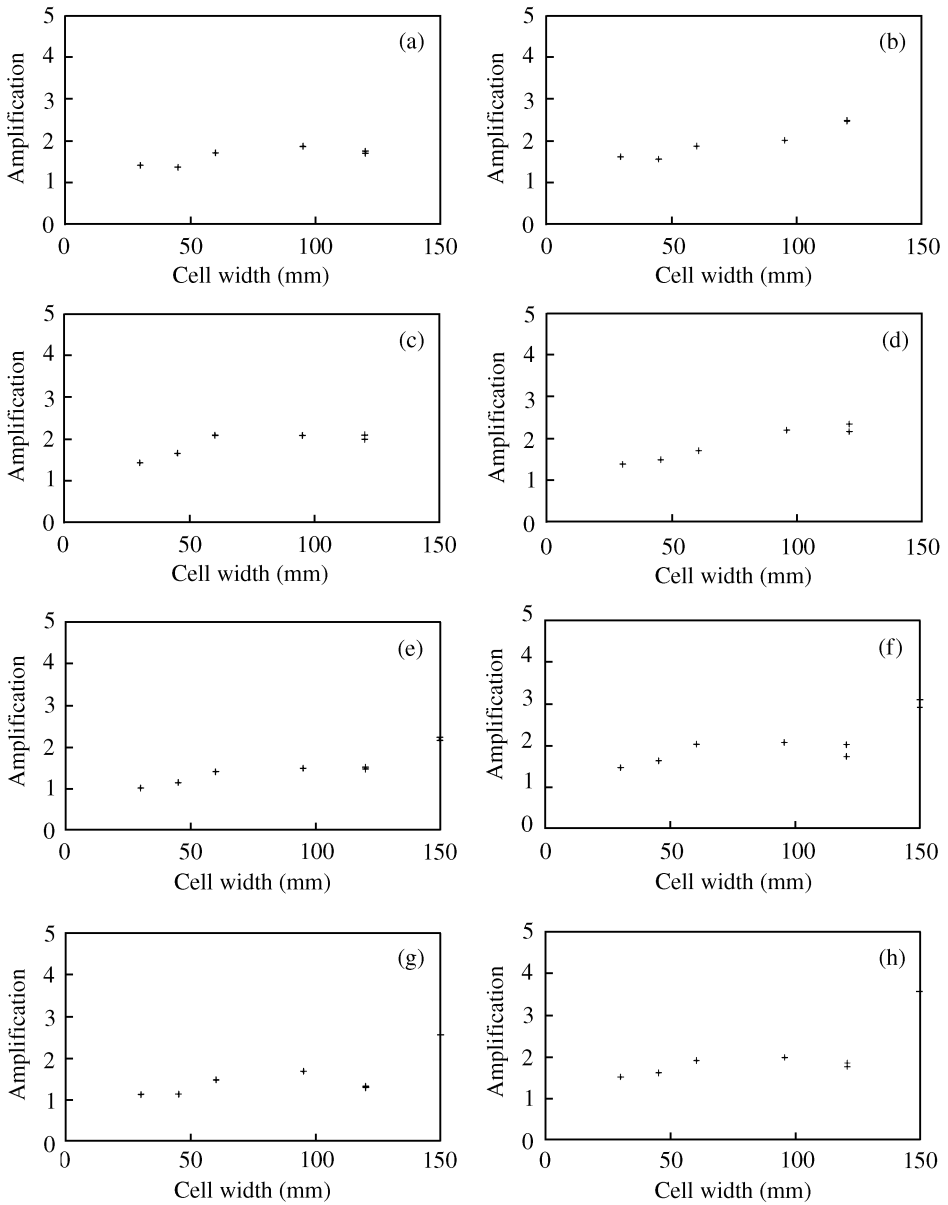 5 (a) 5 (b)
4 4
3 3
2 2
1 1
0 0
Amplification Amplification
0 50 100 150 0 50 100 150
Cell width (mm) Cell width (mm)
5 (c) 5 (d)
4 4
3 3
2 2
1 1
0 0
Amplification Amplification
0 50 100 150 0 50 100 150
Cell width (mm) Cell width (mm)
5 (e) 5 (f)
4 4
3 3
2 2
1 1
0 0
Amplification Amplification
0 50 100 150 0 50 100 150
Cell width (mm) Cell width (mm)
5 (g) 5 (h)
4 4
3 3
2 2
1 1
0 0
Amplification Amplification
0 50 100 150 0 50 100 150
Cell width (mm) Cell width (mm)